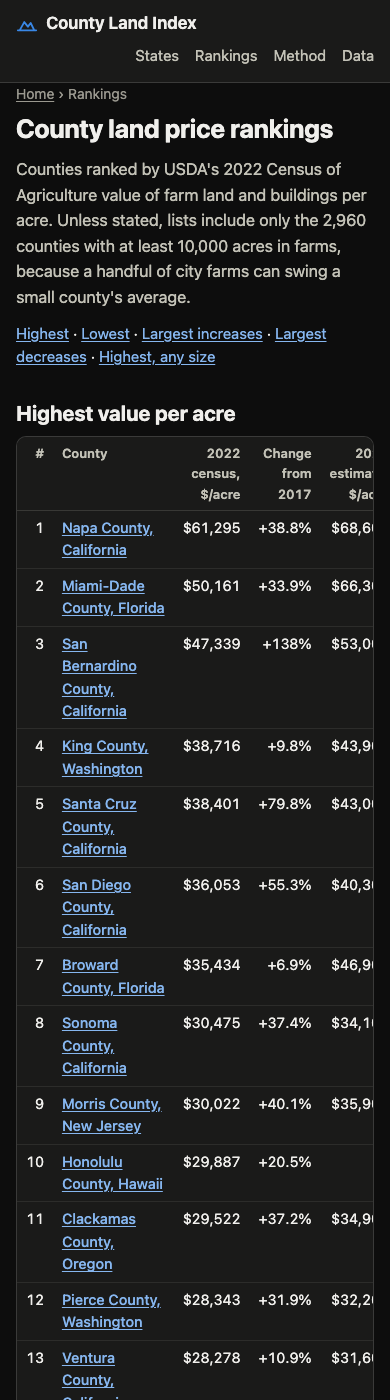 County Land Index
States Rankings Method Data
Home › Rankings
County land price rankings
Counties ranked by USDA's 2022 Census of
Agriculture value of farm land and buildings per
acre. Unless stated, lists include only the 2,960
counties with at least 10,000 acres in farms,
because a handful of city farms can swing a
small county's average.
Highest · Lowest · Largest increases · Largest
decreases · Highest, any size
Highest value per acre
# County 2022 Change
census, from
$/acre 2017
1 Napa County, $61,295 +38.8%
California
2 Miami-Dade $50,161 +33.9%
County, Florida
3 San $47,339 +138%
Bernardino
County,
California
4 King County, $38,716 +9.8%
Washington
5 Santa Cruz $38,401 +79.8%
County,
California
6 San Diego $36,053 +55.3%
County,
California
7 Broward $35,434 +6.9%
County, Florida
8 Sonoma $30,475 +37.4%
County,
California
9 Morris County, $30,022 +40.1%
New Jersey
10 Honolulu $29,887 +20.5%
County, Hawaii
11 Clackamas $29,522 +37.2%
County,
Oregon
12 Pierce County, $28,343 +31.9%
Washington
13 Ventura $28,278 +10.9%
County,